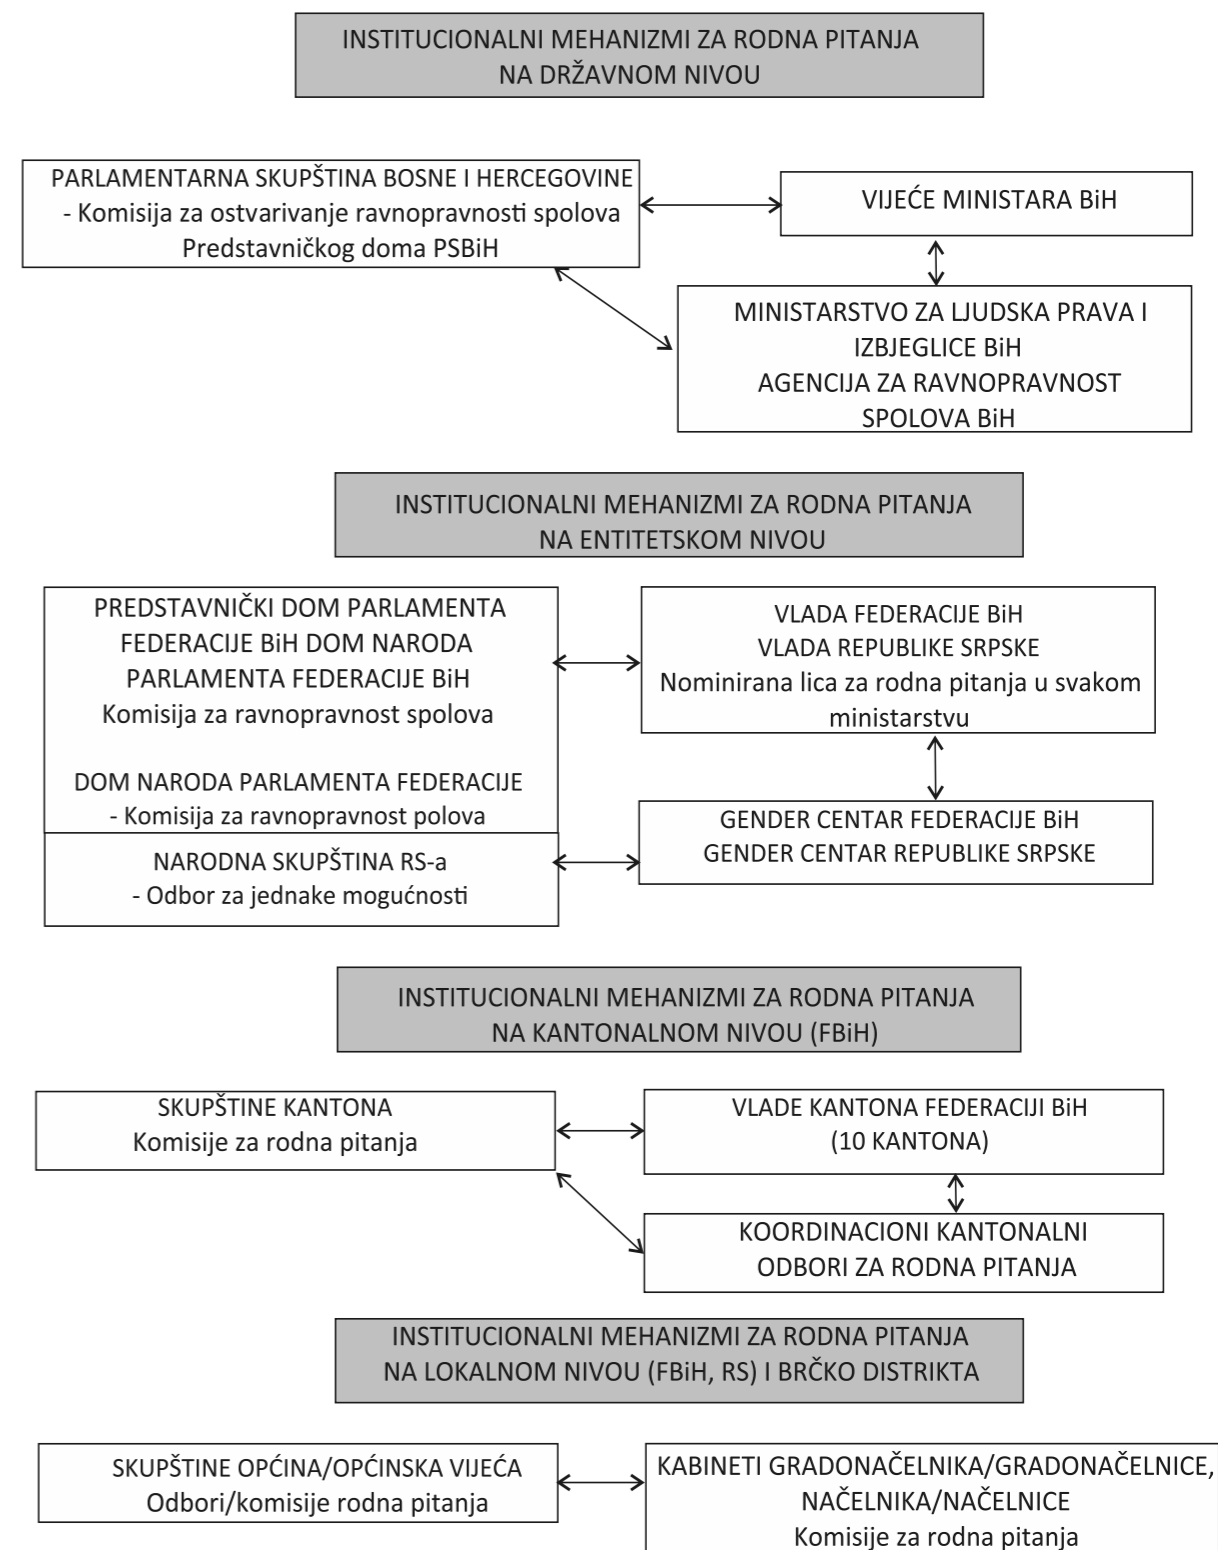 INSTITUCIONALNI MEHANIZMI ZA RODNA PITANJA
NA DRŽAVNOM NIVOU
PARLAMENTARNA SKUPŠTINA BOSNE I HERCEGOVINE
- Komisija za ostvarivanje ravnopravnosti spolova
Predstavničkog doma PSBiH
VIJEĆE MINISTARA BiH
MINISTARSTVO ZA LJUDSKA PRAVA I
IZBJEGLICE BiH
AGENCIJA ZA RAVNOPRAVNOST
SPOLOVA BiH
INSTITUCIONALNI MEHANIZMI ZA RODNA PITANJA
NA ENTITETSKOM NIVOU
PREDSTAVNIČKI DOM PARLAMENTA
FEDERACIJE BiH DOM NARODA
PARLAMENTA FEDERACIJE BiH
Komisija za ravnopravnost spolova
DOM NARODA PARLAMENTA FEDERACIJE
- Komisija za ravnopravnost polova
NARODNA SKUPŠTINA RS-a
- Odbor za jednake mogućnosti
VLADA FEDERACIJE BiH
VLADA REPUBLIKE SRPSKE
Nominirana lica za rodna pitanja u svakom
ministarstvu
GENDER CENTAR FEDERACIJE BiH
GENDER CENTAR REPUBLIKE SRPSKE
INSTITUCIONALNI MEHANIZMI ZA RODNA PITANJA
NA KANTONALNOM NIVOU (FBiH)
SKUPŠTINE KANTONA
Komisije za rodna pitanja
VLADE KANTONA FEDERACIJI BiH
(10 KANTONA)
KOORDINACIONI KANTONALNI
ODBORI ZA RODNA PITANJA
INSTITUCIONALNI MEHANIZMI ZA RODNA PITANJA
NA LOKALNOM NIVOU (FBiH, RS) I BRČKO DISTRIKTA
SKUPŠTINE OPĆINA/OPĆINSKA VIJEĆA
Odbori/komisije rodna pitanja
KABINETI GRADONAČELNIKA/GRADONAČELNICE,
NAČELNIKA/NAČELNICE
Komisije za rodna pitanja